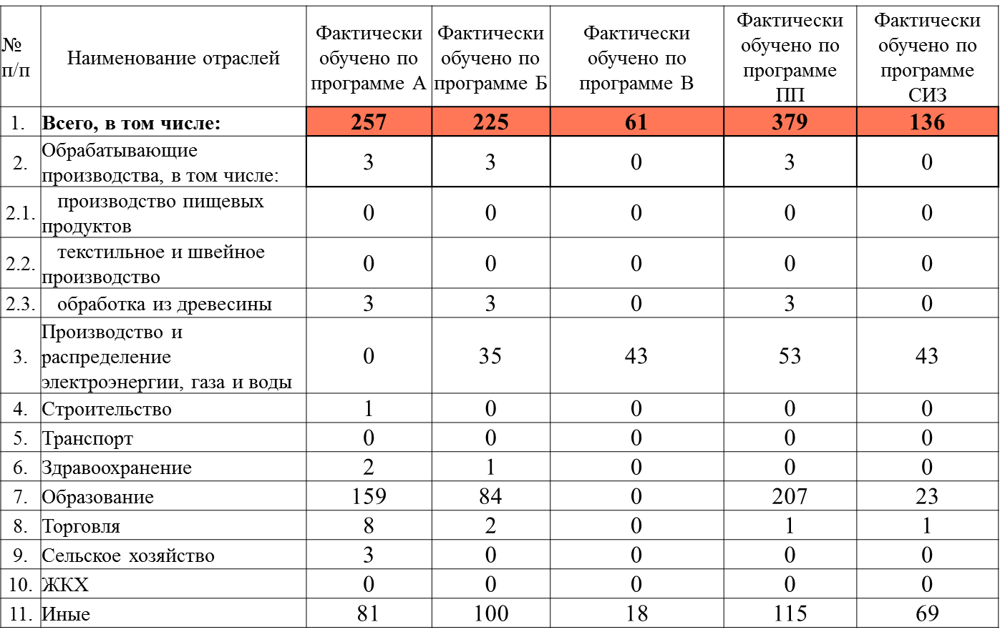 № п/п Наименование отраслей Фактически обучено по программе А Фактически обучено по программе Б Фактически обучено по программе В Фактически обучено по программе ПП Фактически обучено по программе СИЗ
1. Всего, в том числе: 257 225 61 379 136
2. Обрабатывающие производства, в том числе: 3 3 0 3 0
2.1. производство пищевых продуктов 0 0 0 0 0
2.2. текстильное и швейное производство 0 0 0 0 0
2.3. обработка из древесины 3 3 0 3 0
3. Производство и распределение электроэнергии, газа и воды 0 35 43 53 43
4. Строительство 1 0 0 0 0
5. Транспорт 0 0 0 0 0
6. Здравоохранение 2 1 0 0 0
7. Образование 159 84 0 207 23
8. Торговля 8 2 0 1 1
9. Сельское хозяйство 3 0 0 0 0
10. ЖКХ 0 0 0 0 0
11. Иные 81 100 18 115 69